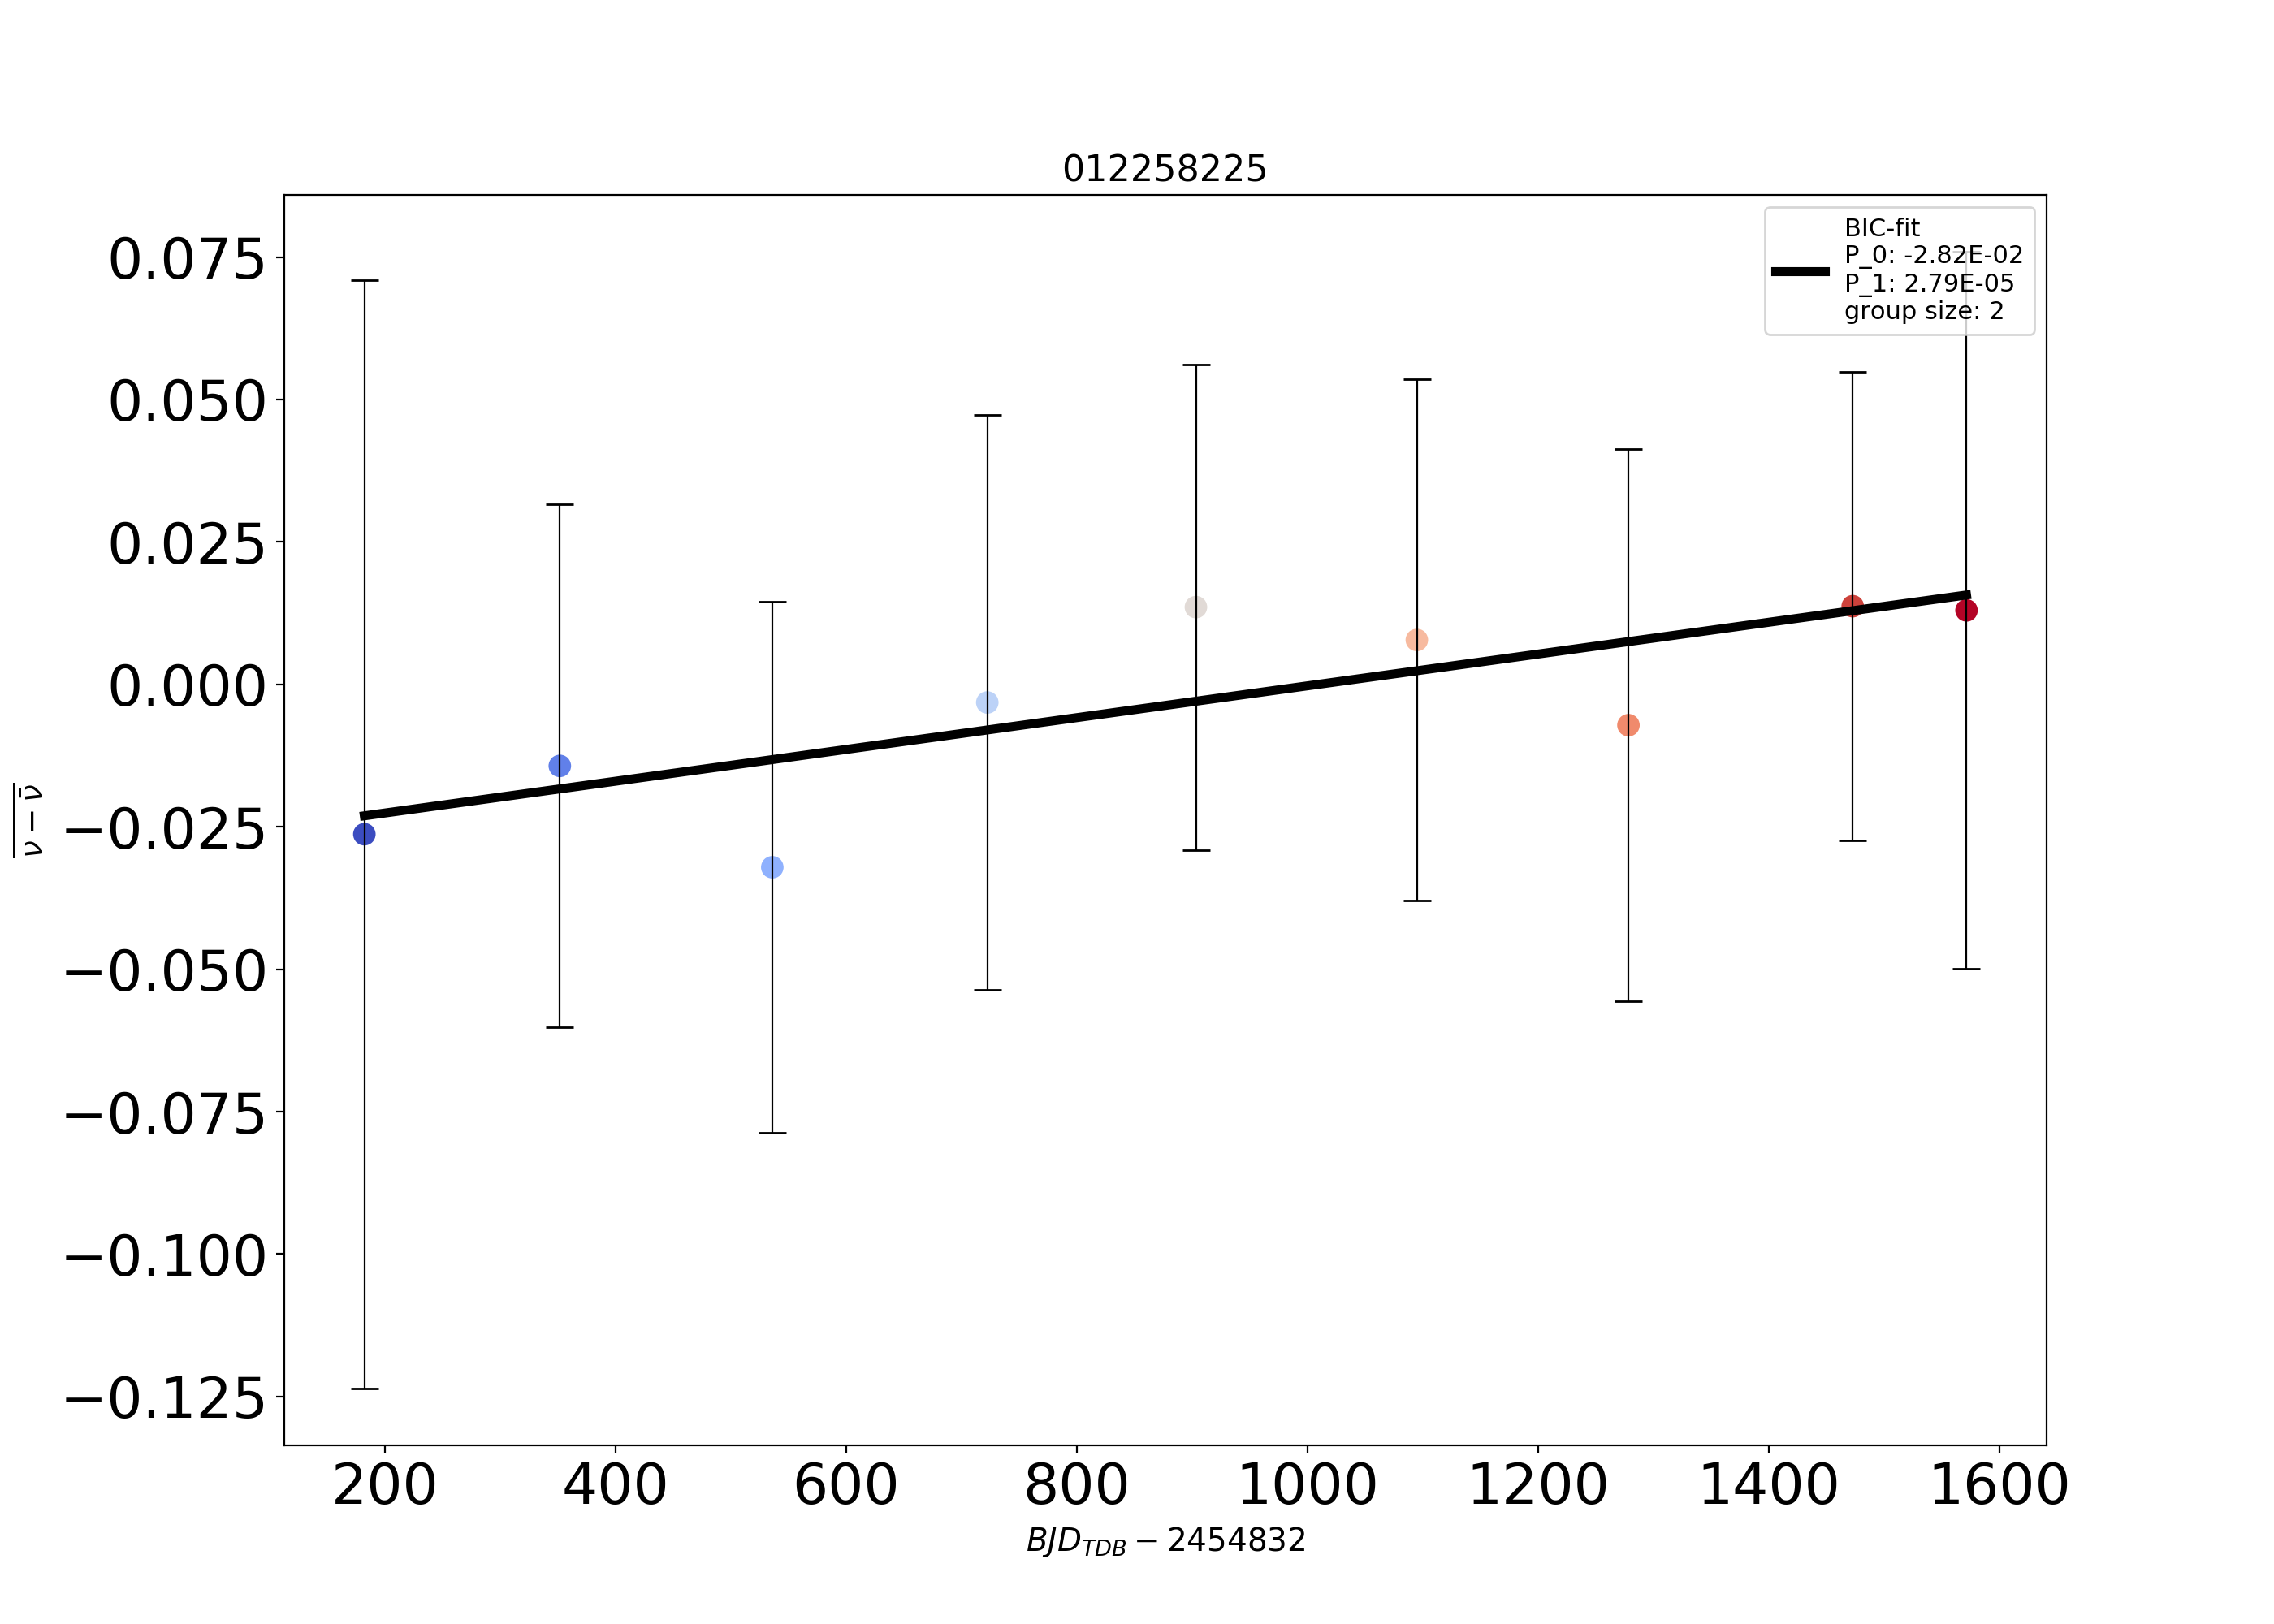 012258225
BIC-fit
P_0: -2.82E-02
P_1: 2.79E-05
group size: 2
0.075
0.050
0.025
0.000
−0.025
−0.050
−0.075
−0.100
−0.125
ν − ν̄
200 400 600 800 1000 1200 1400 1600
BJD_TDB − 2454832